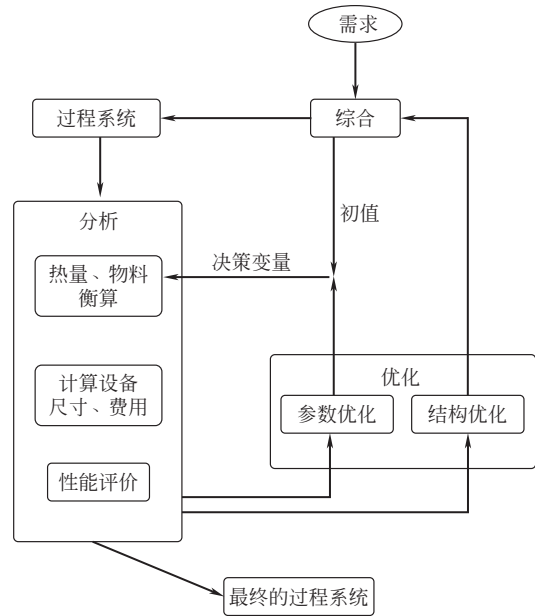 需求
过程系统
综合
分析
初值
决策变量
热量、物料
衡算
优化
计算设备
尺寸、费用
参数优化
结构优化
性能评价
最终的过程系统